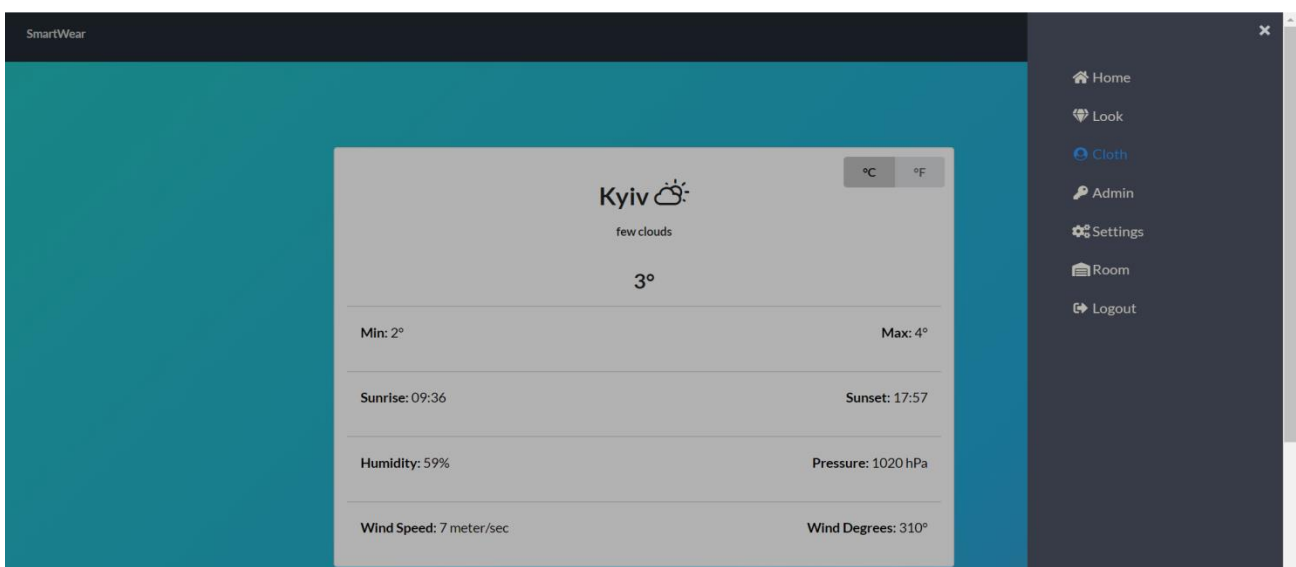 SmartWear
Home
Look
Cloth
Admin
Settings
Room
Logout
°C °F
Kyiv
few clouds
3°
Min: 2° Max: 4°
Sunrise: 09:36 Sunset: 17:57
Humidity: 59% Pressure: 1020 hPa
Wind Speed: 7 meter/sec Wind Degrees: 310°